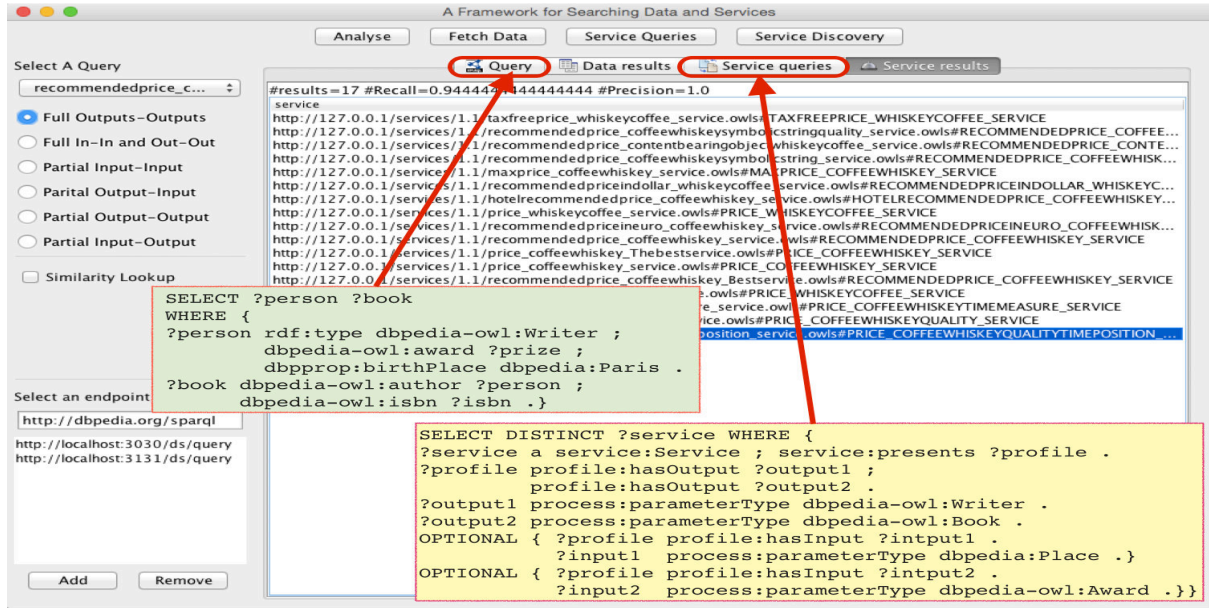 A Framework for Searching Data and Services
Analyse Fetch Data Service Queries Service Discovery
Select A Query
recommendedprice_c...
Full Outputs-Outputs
Full In-In and Out-Out
Partial Input-Input
Parital Output-Input
Partial Output-Output
Partial Input-Output
Similarity Lookup
Select an endpoint
http://dbpedia.org/sparql
http://localhost:3030/ds/query
http://localhost:3131/ds/query
Add Remove
Query Data results Service queries Service results
#results=17 #Recall=0.9444444444444444 #Precision=1.0
service
http://127.0.0.1/services/1.1/taxfreeprice_whiskeycoffee_service.owls#TAXFREEPRICE_WHISKEYCOFFEE_SERVICE
http://127.0.0.1/services/1.1/recommendedprice_coffeewhiskeysymbolicstringquality_service.owls#RECOMMENDEDPRICE_COFFEE...
http://127.0.0.1/services/1.1/recommendedprice_contentbearingobjectwhiskeycoffee_service.owls#RECOMMENDEDPRICE_CONTE...
http://127.0.0.1/services/1.1/recommendedprice_coffeewhiskeysymbolicstring_service.owls#RECOMMENDEDPRICE_COFFEEWHISK...
http://127.0.0.1/services/1.1/maxprice_coffeewhiskey_service.owls#MAXPRICE_COFFEEWHISKEY_SERVICE
http://127.0.0.1/services/1.1/recommendedpriceindollar_whiskeycoffee_service.owls#RECOMMENDEDPRICEINDOLLAR_WHISKEYC...
http://127.0.0.1/services/1.1/hotelrecommendedprice_coffeewhiskey_service.owls#HOTELRECOMMENDEDPRICE_COFFEEWHISKEY...
http://127.0.0.1/services/1.1/price_whiskeycoffee_service.owls#PRICE_WHISKEYCOFFEE_SERVICE
http://127.0.0.1/services/1.1/recommendedpriceineuro_coffeewhiskey_service.owls#RECOMMENDEDPRICEINEURO_COFFEEWHISK...
http://127.0.0.1/services/1.1/recommendedprice_coffeewhiskey_service.owls#RECOMMENDEDPRICE_COFFEEWHISKEY_SERVICE
http://127.0.0.1/services/1.1/price_coffeewhiskey_Thebestservice.owls#PRICE_COFFEEWHISKEY_SERVICE
http://127.0.0.1/services/1.1/price_coffeewhiskey_service.owls#PRICE_COFFEEWHISKEY_SERVICE
http://127.0.0.1/services/1.1/recommendedprice_coffeewhiskey_Bestservice.owls#RECOMMENDEDPRICE_COFFEEWHISKEY_SERVICE
e.owls#PRICE_WHISKEYCOFFEE_SERVICE
re_service.owls#PRICE_COFFEEWHISKEYTIMEMEASURE_SERVICE
vice.owls#PRICE_COFFEEWHISKEYQUALITY_SERVICE
position_service.owls#PRICE_COFFEEWHISKEYQUALITYTIMEPOSITION_...
SELECT ?person ?book
WHERE {
?person rdf:type dbpedia-owl:Writer ;
dbpedia-owl:award ?prize ;
dbpprop:birthPlace dbpedia:Paris .
?book dbpedia-owl:author ?person ;
dbpedia-owl:isbn ?isbn .}
SELECT DISTINCT ?service WHERE {
?service a service:Service ; service:presents ?profile .
?profile profile:hasOutput ?output1 ;
profile:hasOutput ?output2 .
?output1 process:parameterType dbpedia-owl:Writer .
?output2 process:parameterType dbpedia-owl:Book .
OPTIONAL { ?profile profile:hasInput ?intput1 .
?input1 process:parameterType dbpedia:Place .}
OPTIONAL { ?profile profile:hasInput ?intput2 .
?input2 process:parameterType dbpedia-owl:Award .}}